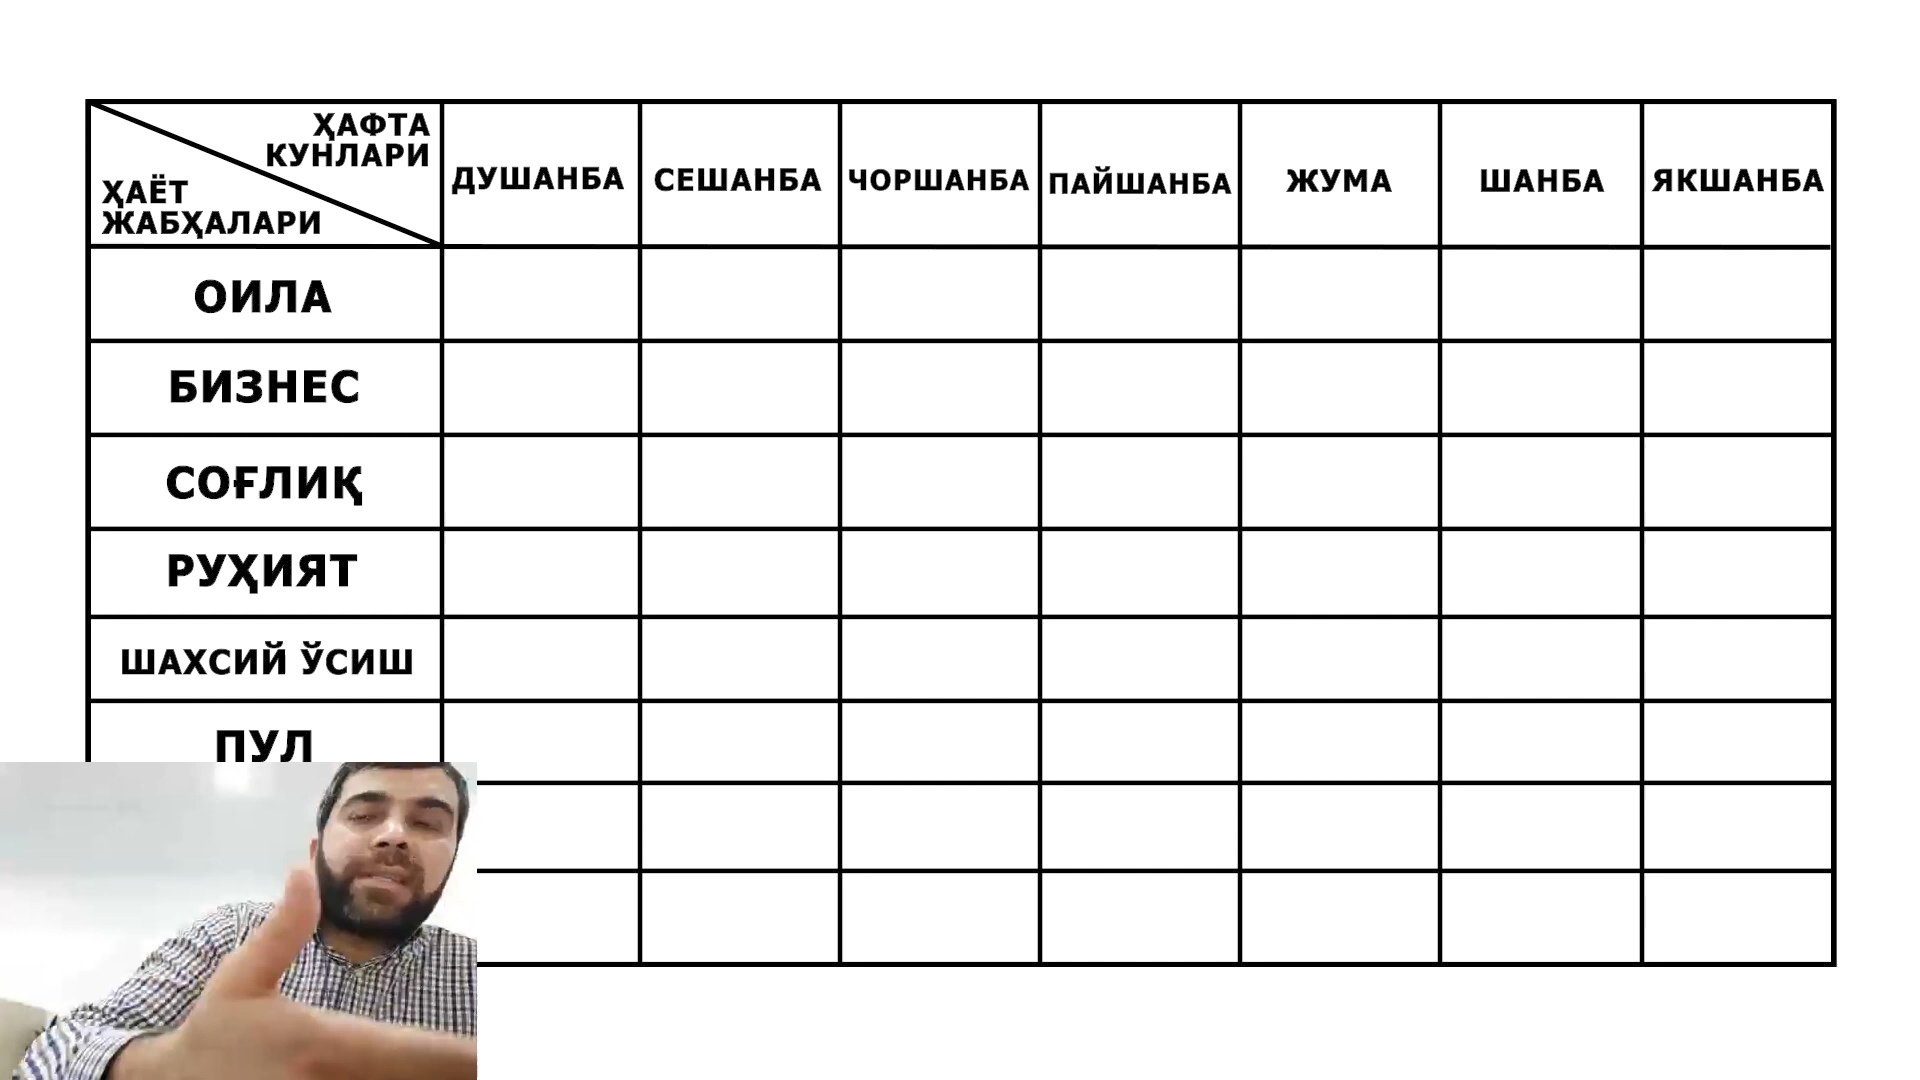 ҲАФТА
КУНЛАРИ
ҲАЁТ
ЖАБҲАЛАРИ
ДУШАНБА
СЕШАНБА
ЧОРШАНБА
ПАЙШАНБА
ЖУМА
ШАНБА
ЯКШАНБА
ОИЛА
БИЗНЕС
СОҒЛИҚ
РУҲИЯТ
ШАХСИЙ ЎСИШ
ПУЛ